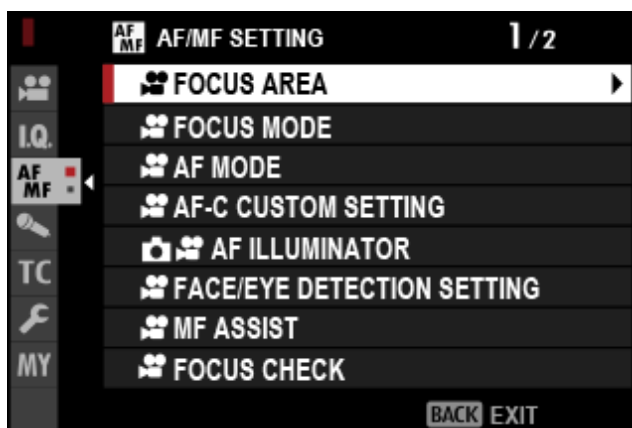 AF MF AF/MF SETTING 1/2
FOCUS AREA
I.Q. FOCUS MODE
AF MF AF MODE
AF-C CUSTOM SETTING
AF ILLUMINATOR
TC FACE/EYE DETECTION SETTING
MF ASSIST
MY FOCUS CHECK
BACK EXIT